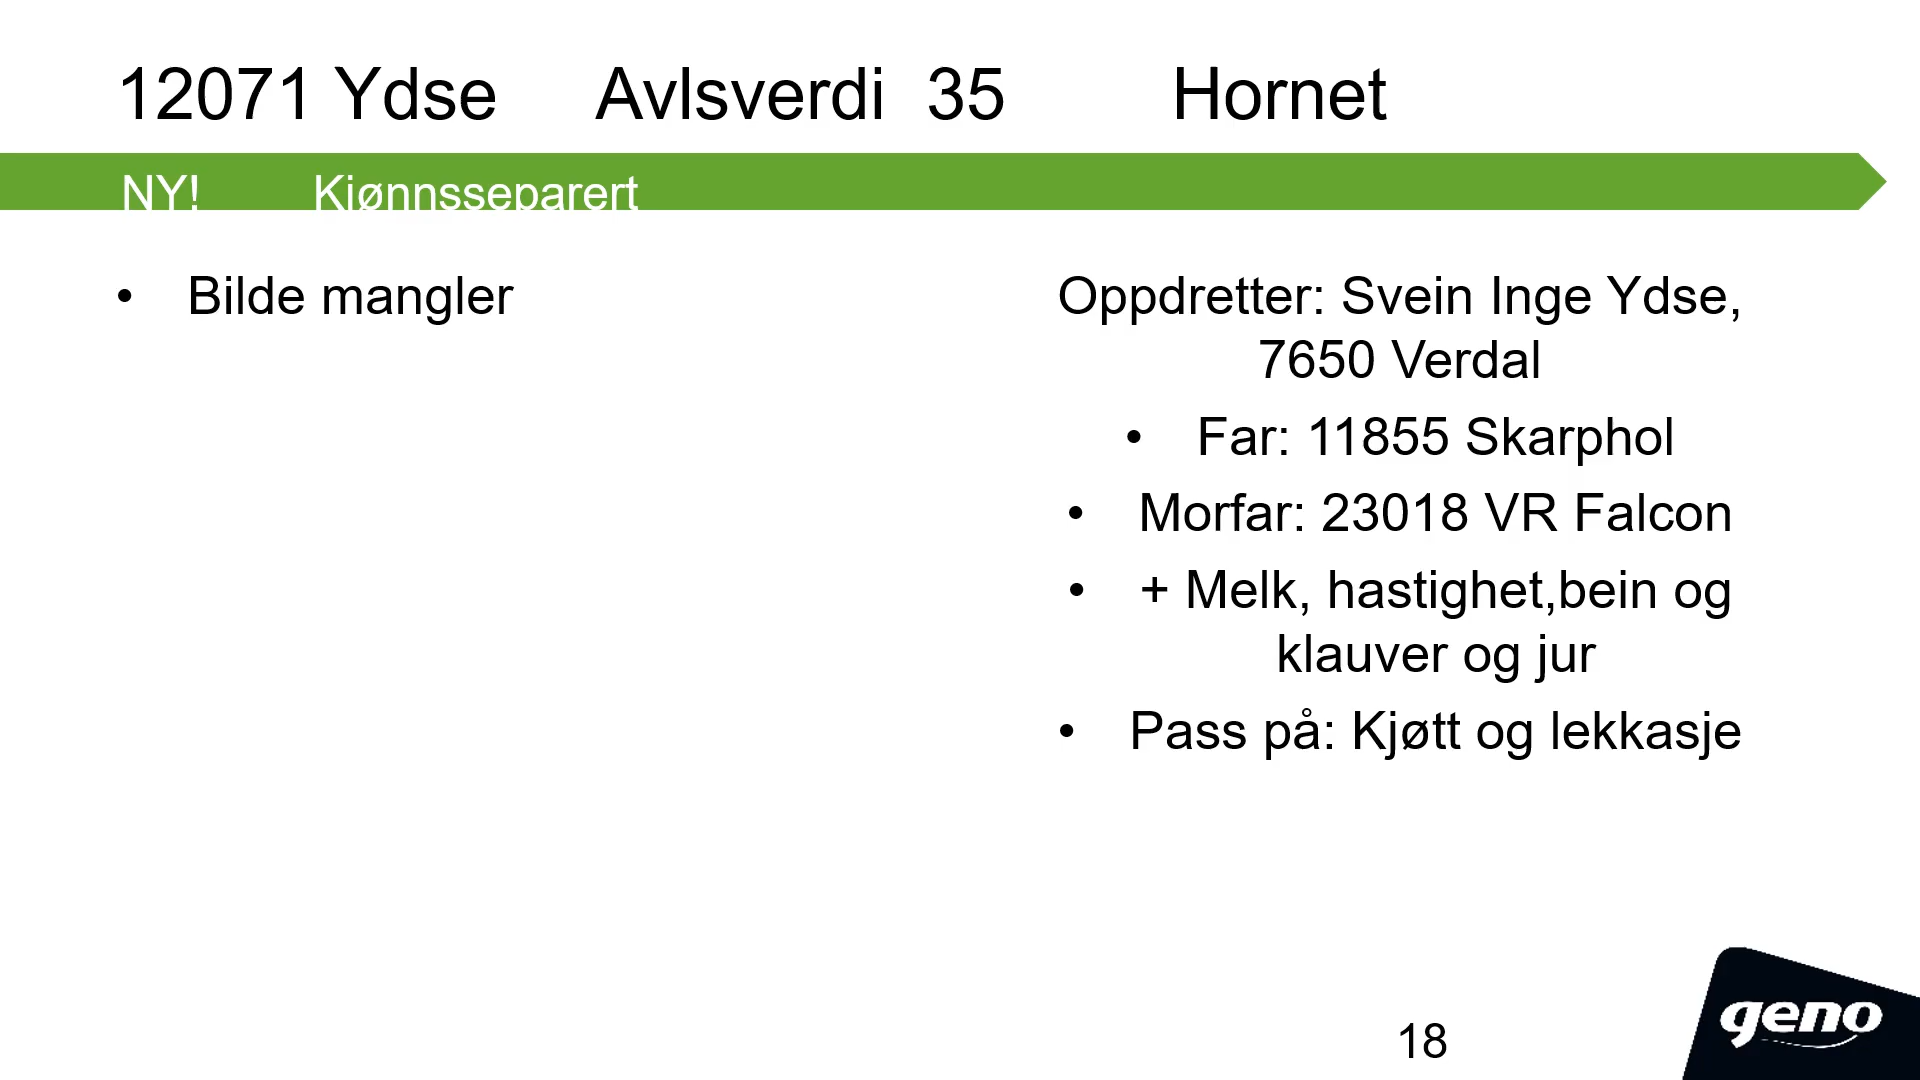 12071 Ydse Avlsverdi 35 Hornet
NY! Kjønnsseparert
• Bilde mangler
Oppdretter: Svein Inge Ydse,
7650 Verdal
• Far: 11855 Skarphol
• Morfar: 23018 VR Falcon
• + Melk, hastighet,bein og
klauver og jur
• Pass på: Kjøtt og lekkasje
18
geno